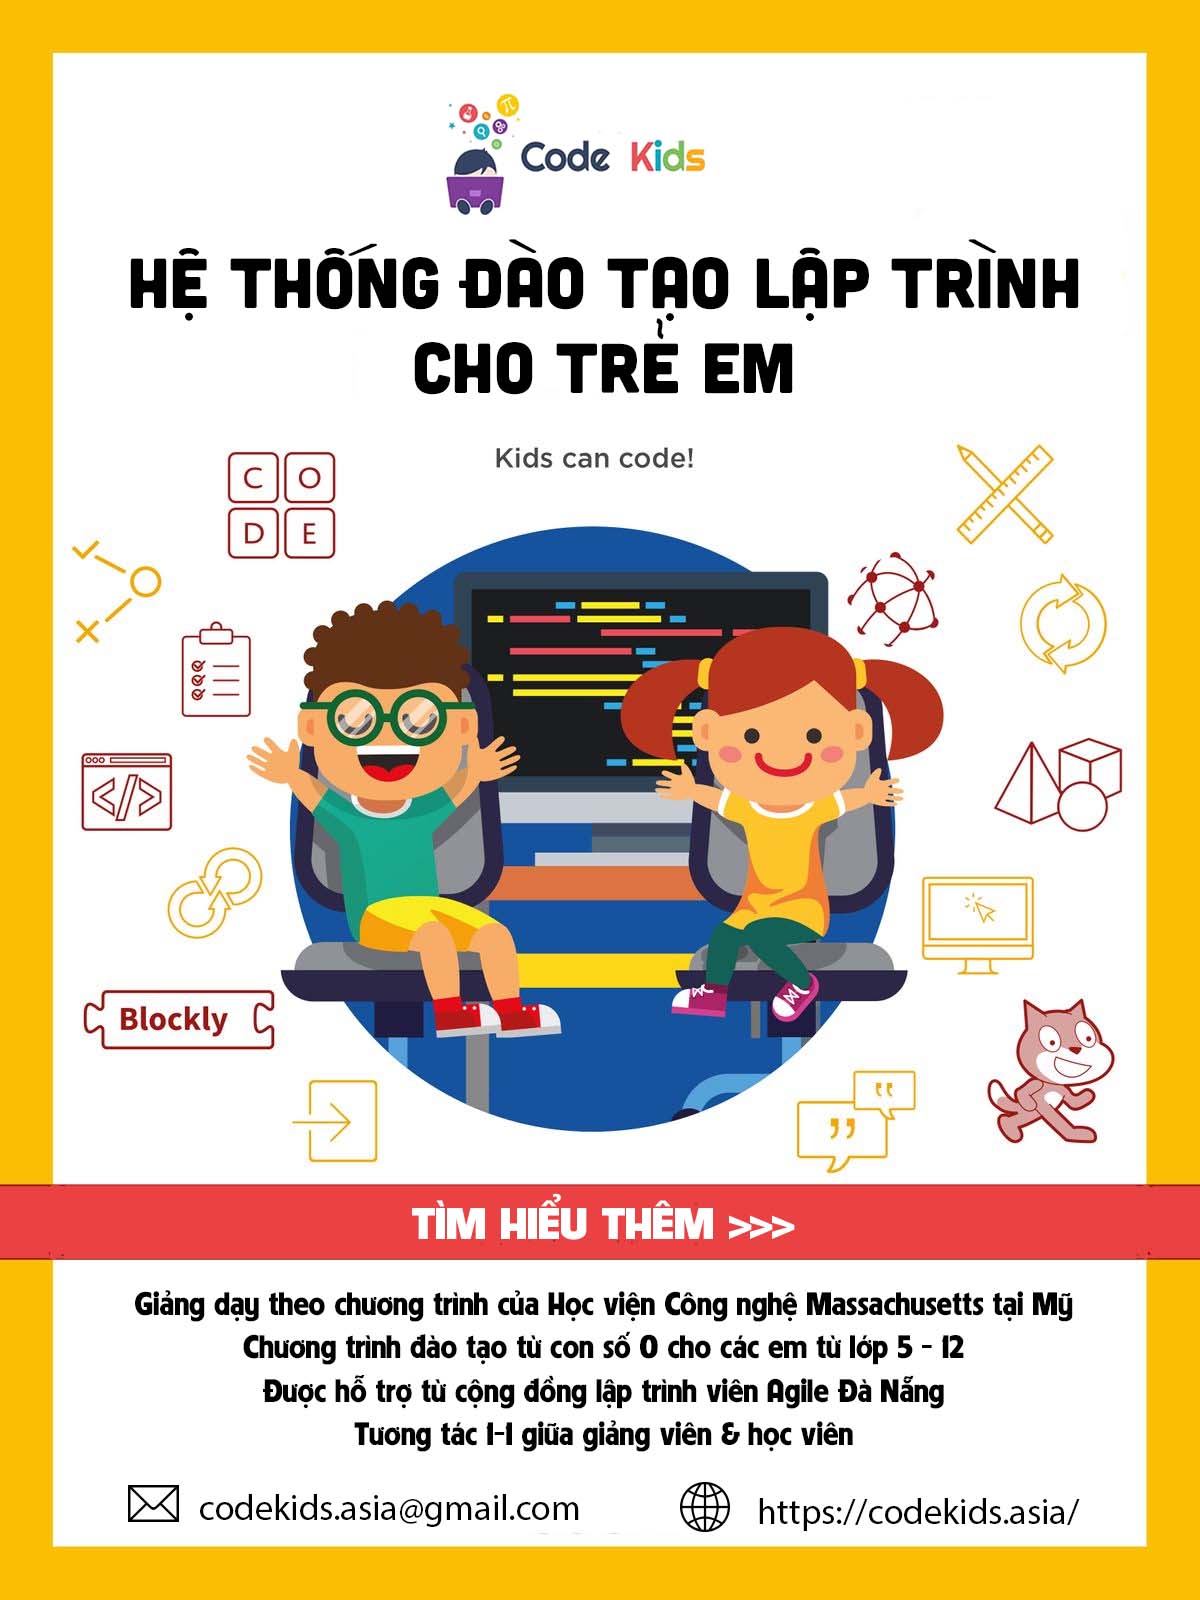 Code Kids
HỆ THỐNG ĐÀO TẠO LẬP TRÌNH
CHO TRẺ EM
Kids can code!
C O
D E
</>
Blockly
TÌM HIỂU THÊM >>>
Giảng dạy theo chương trình của Học viện Công nghệ Massachusetts tại Mỹ
Chương trình đào tạo từ con số 0 cho các em từ lớp 5 - 12
Được hỗ trợ từ cộng đồng lập trình viên Agile Đà Nẵng
Tương tác 1-1 giữa giảng viên & học viên
codekids.asia@gmail.com
https://codekids.asia/